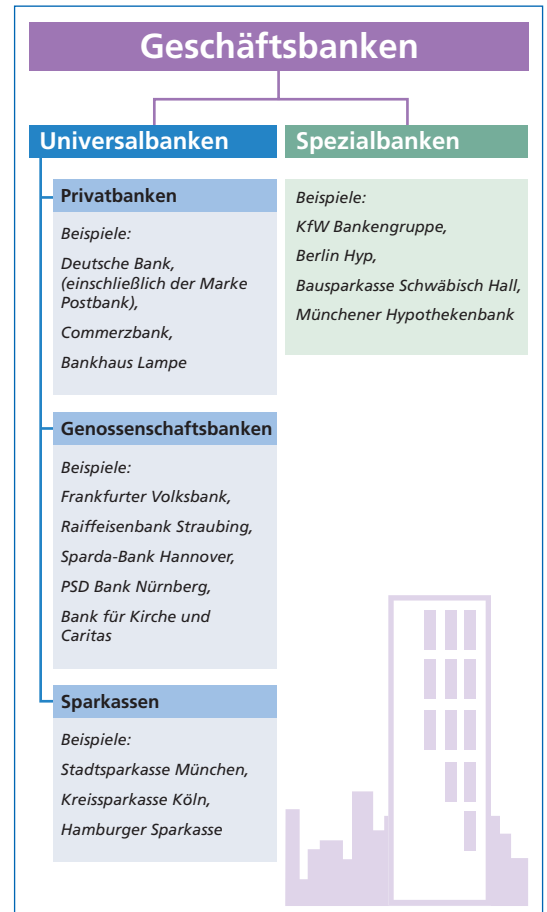 Geschäftsbanken
Universalbanken
Privatbanken
Beispiele:
Deutsche Bank,
(einschließlich der Marke
Postbank),
Commerzbank,
Bankhaus Lampe
Genossenschaftsbanken
Beispiele:
Frankfurter Volksbank,
Raiffeisenbank Straubing,
Sparda-Bank Hannover,
PSD Bank Nürnberg,
Bank für Kirche und
Caritas
Sparkassen
Beispiele:
Stadtsparkasse München,
Kreissparkasse Köln,
Hamburger Sparkasse
Spezialbanken
Beispiele:
KfW Bankengruppe,
Berlin Hyp,
Bausparkasse Schwäbisch Hall,
Münchener Hypothekenbank